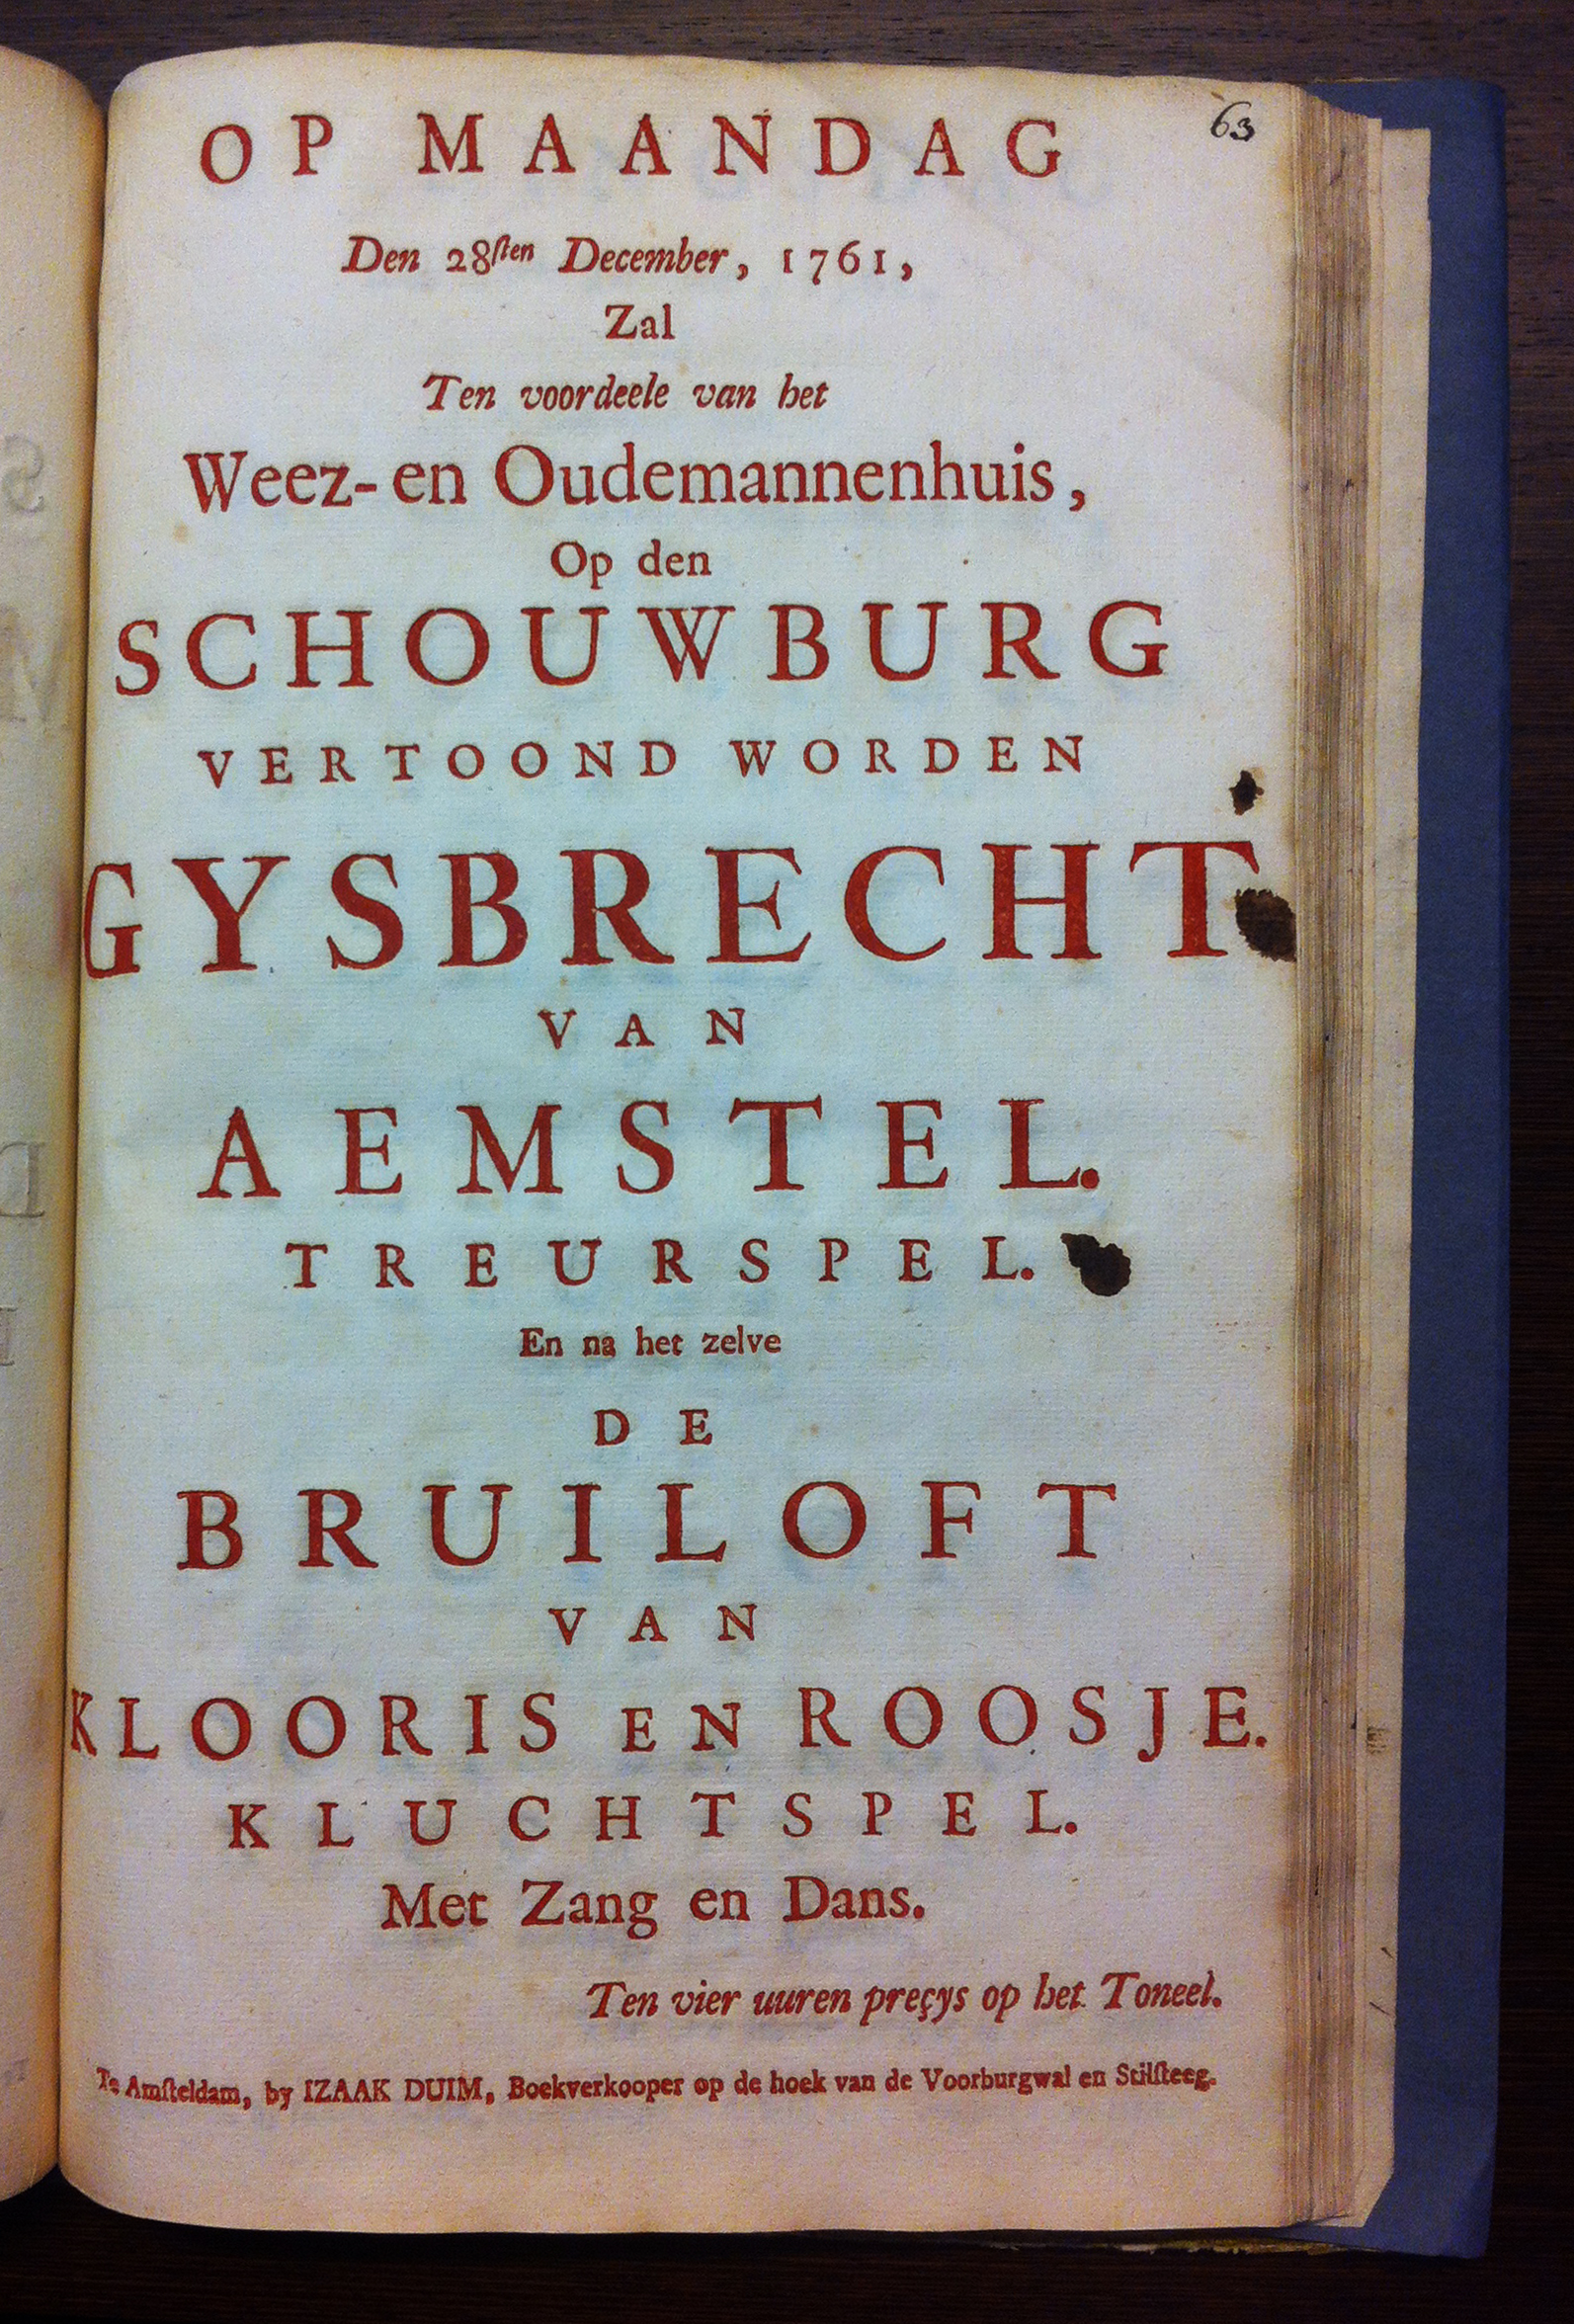 63
OP MAANDAG
Den 28ſten December, 1761,
Zal
Ten voordeele van het
Weez- en Oudemannenhuis,
Op den
SCHOUWBURG
VERTOOND WORDEN
GYSBRECHT
VAN
AEMSTEL.
TREURSPEL.
En na het zelve
DE
BRUILOFT
VAN
KLOORIS EN ROOSJE.
KLUCHTSPEL.
Met Zang en Dans.
Ten vier uuren preçys op het Toneel.
Te Amſteldam, by IZAAK DUIM, Boekverkooper op de hoek van de Voorburgwal en Stilſteeg.